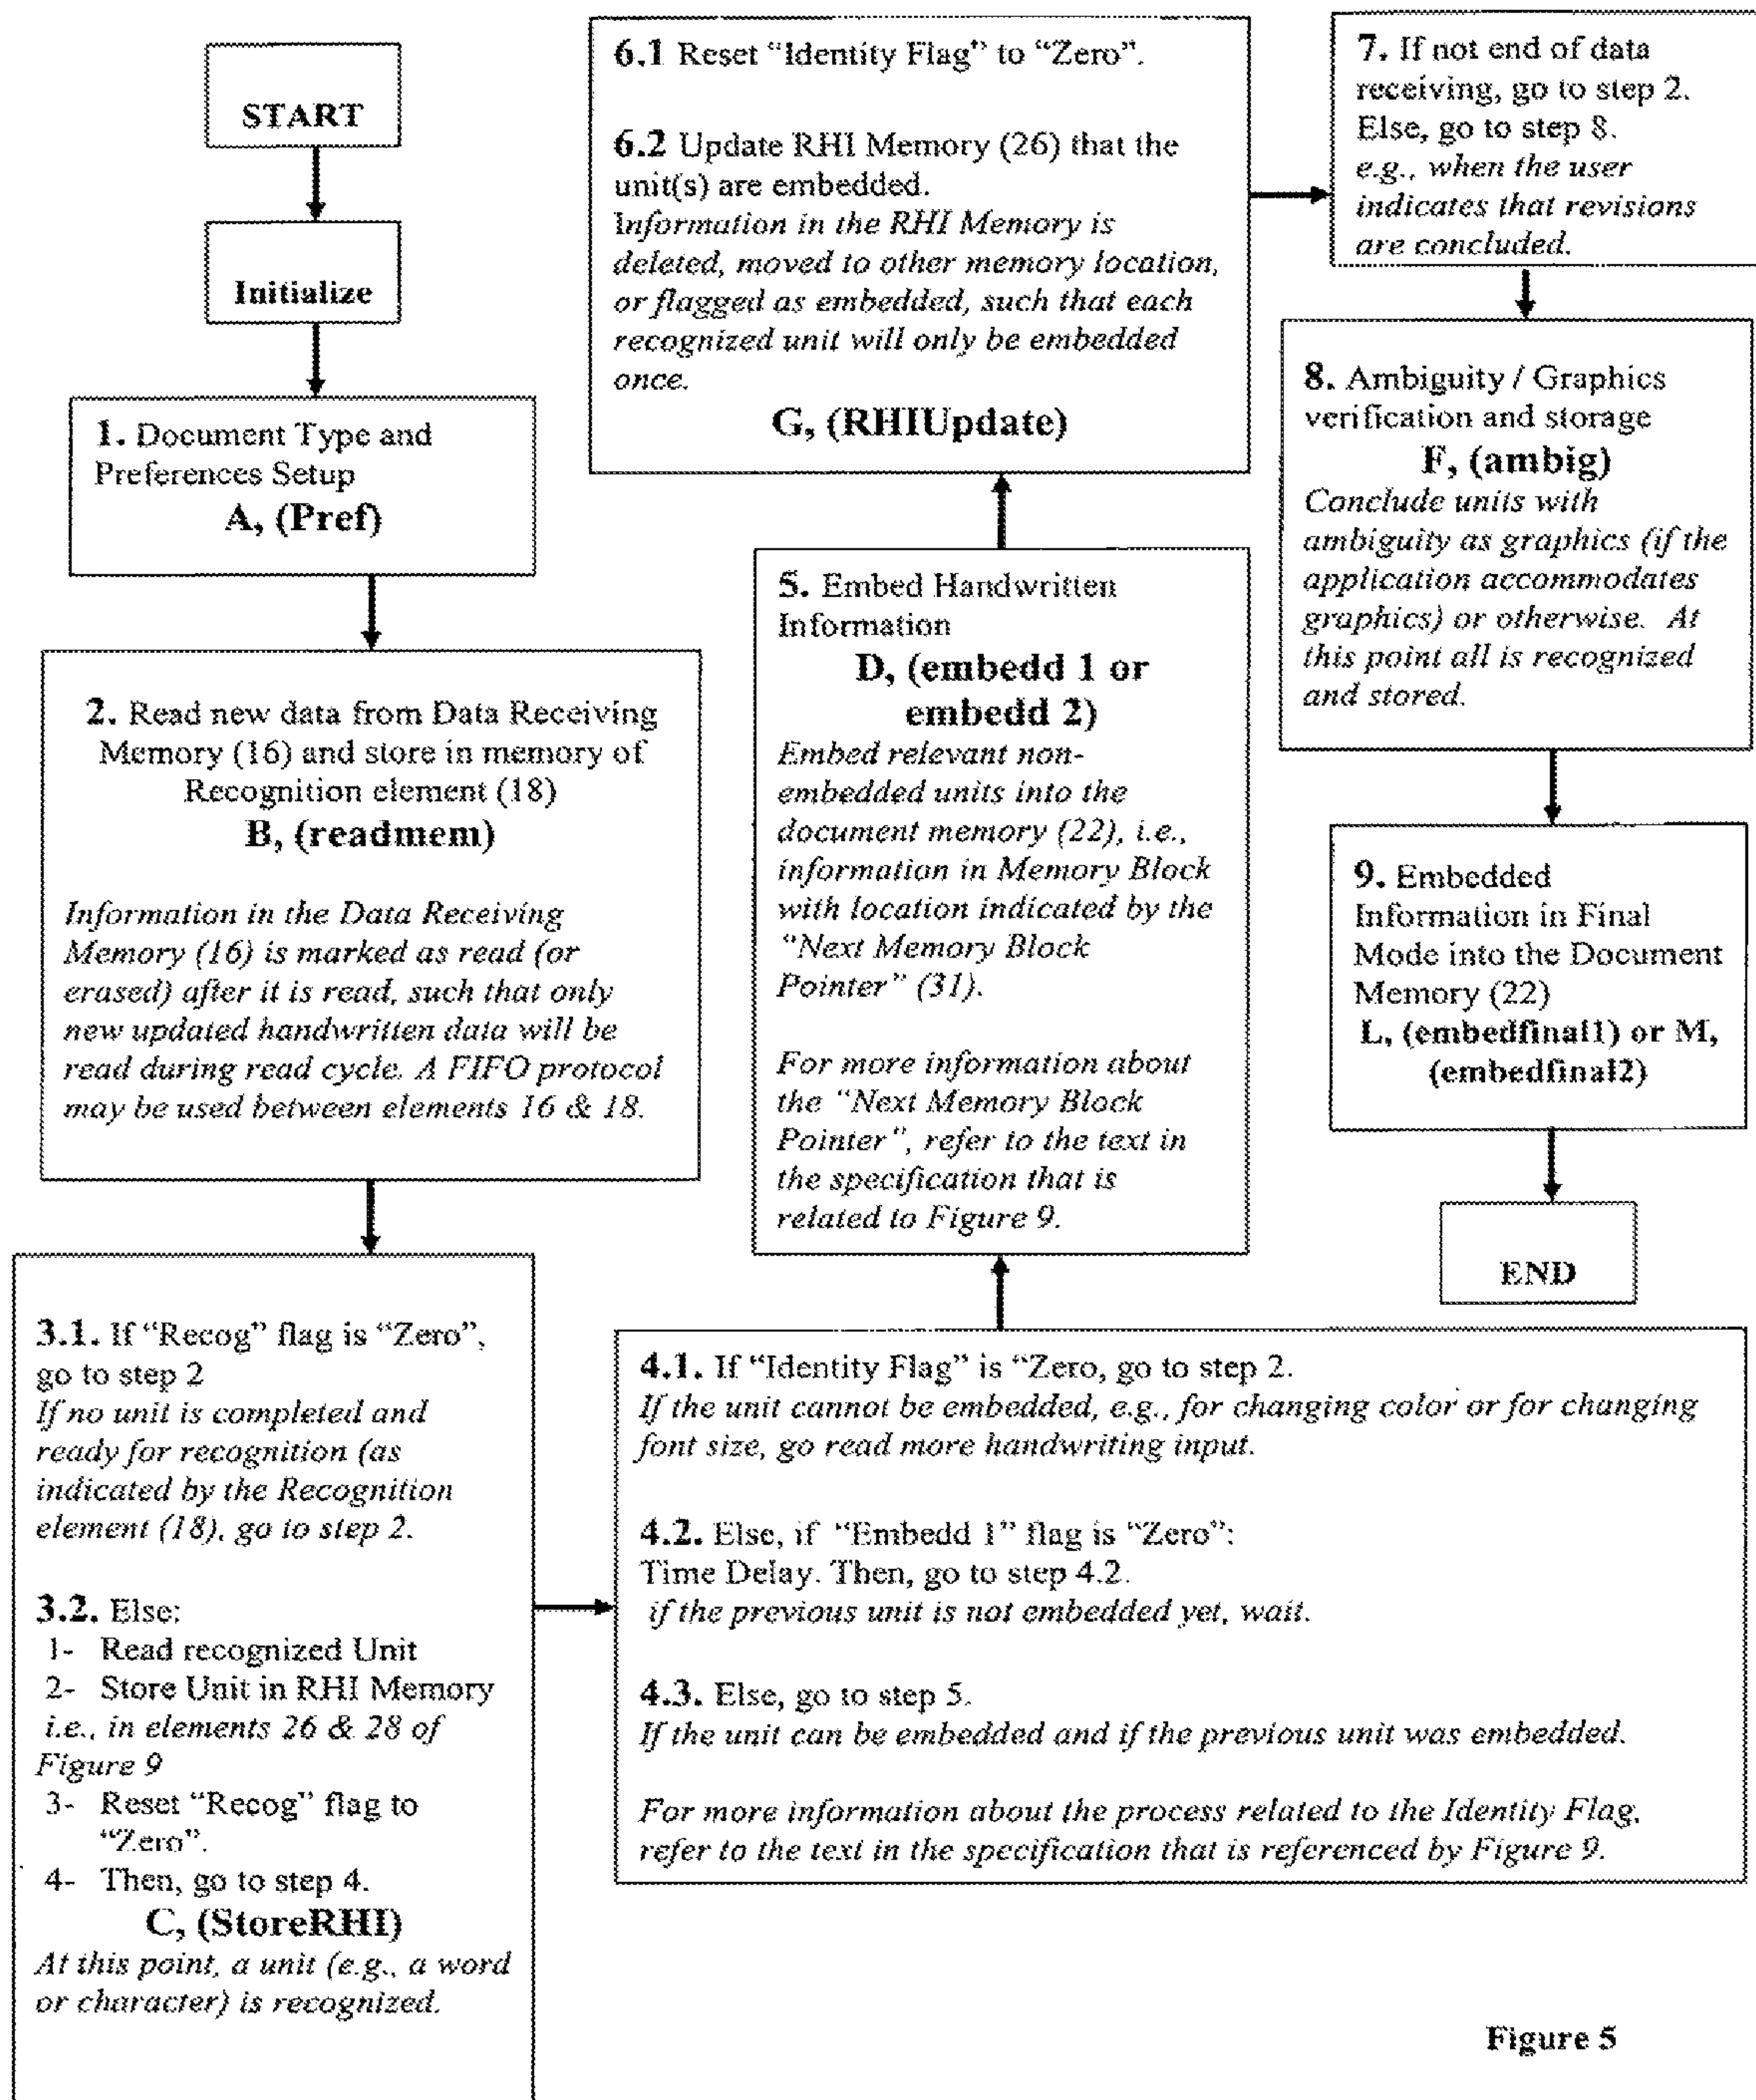 START
Initialize
1. Document Type and
Preferences Setup
A, (Pref)
2. Read new data from Data Receiving
Memory (16) and store in memory of
Recognition element (18)
B, (readmem)
Information in the Data Receiving
Memory (16) is marked as read (or
erased) after it is read, such that only
new updated handwritten data will be
read during read cycle. A FIFO protocol
may be used between elements 16 & 18.
3.1. If “Recog” flag is “Zero”,
go to step 2
If no unit is completed and
ready for recognition (as
indicated by the Recognition
element (18), go to step 2.
3.2. Else:
1- Read recognized Unit
2- Store Unit in RHI Memory
i.e., in elements 26 & 28 of
Figure 9
3- Reset “Recog” flag to
“Zero”.
4- Then, go to step 4.
C, (StoreRHI)
At this point, a unit (e.g., a word
or character) is recognized.
4.1. If “Identity Flag” is “Zero, go to step 2.
If the unit cannot be embedded, e.g., for changing color or for changing
font size, go read more handwriting input.
4.2. Else, if “Embedd 1” flag is “Zero”:
Time Delay. Then, go to step 4.2.
if the previous unit is not embedded yet, wait.
4.3. Else, go to step 5.
If the unit can be embedded and if the previous unit was embedded.
For more information about the process related to the Identity Flag,
refer to the text in the specification that is referenced by Figure 9.
5. Embed Handwritten
Information
D, (embedd 1 or
embedd 2)
Embed relevant non-
embedded units into the
document memory (22), i.e.,
information in Memory Block
with location indicated by the
“Next Memory Block
Pointer” (31).
For more information about
the “Next Memory Block
Pointer”, refer to the text in
the specification that is
related to Figure 9.
6.1 Reset “Identity Flag” to “Zero”.
6.2 Update RHI Memory (26) that the
unit(s) are embedded.
Information in the RHI Memory is
deleted, moved to other memory location,
or flagged as embedded, such that each
recognized unit will only be embedded
once.
G, (RHIUpdate)
7. If not end of data
receiving, go to step 2.
Else, go to step 8.
e.g., when the user
indicates that revisions
are concluded.
8. Ambiguity / Graphics
verification and storage
F, (ambig)
Conclude units with
ambiguity as graphics (if the
application accommodates
graphics) or otherwise. At
this point all is recognized
and stored.
9. Embedded
Information in Final
Mode into the Document
Memory (22)
L, (embedfinal1) or M,
(embedfinal2)
END
Figure 5